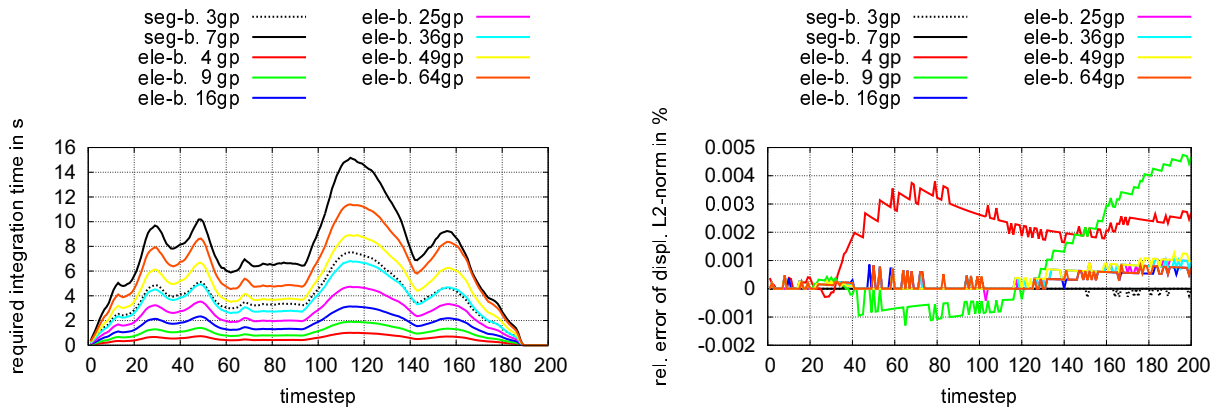 seg-b. 3gp
seg-b. 7gp
ele-b. 4 gp
ele-b. 9 gp
ele-b. 16gp
ele-b. 25gp
ele-b. 36gp
ele-b. 49gp
ele-b. 64gp
required integration time in s
16
14
12
10
8
6
4
2
0
0 20 40 60 80 100 120 140 160 180 200
timestep
seg-b. 3gp
seg-b. 7gp
ele-b. 4 gp
ele-b. 9 gp
ele-b. 16gp
ele-b. 25gp
ele-b. 36gp
ele-b. 49gp
ele-b. 64gp
rel. error of displ. L2-norm in %
0.005
0.004
0.003
0.002
0.001
0
-0.001
-0.002
0 20 40 60 80 100 120 140 160 180 200
timestep